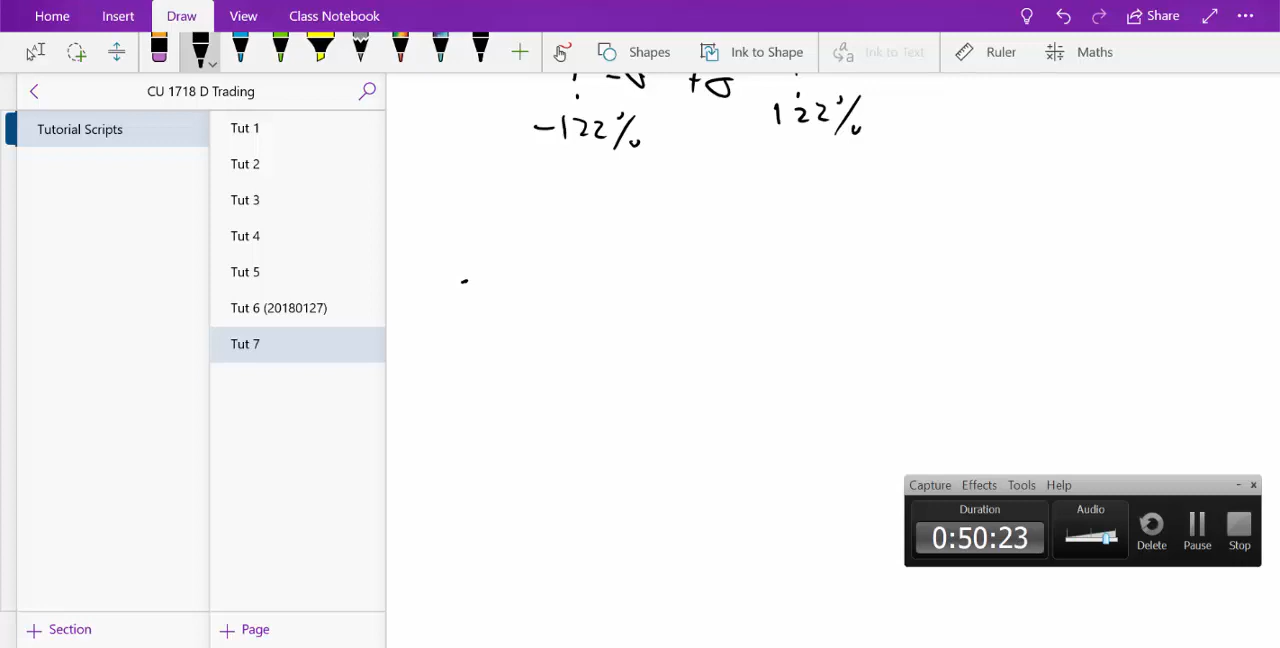 Home Insert Draw View Class Notebook Share
Shapes Ink to Shape Ink to Text Ruler Maths
CU 1718 D Trading
Tutorial Scripts
Tut 1
Tut 2
Tut 3
Tut 4
Tut 5
Tut 6 (20180127)
Tut 7
-122%
122%
Capture Effects Tools Help
Duration Audio
0:50:23
Delete Pause Stop
+ Section + Page